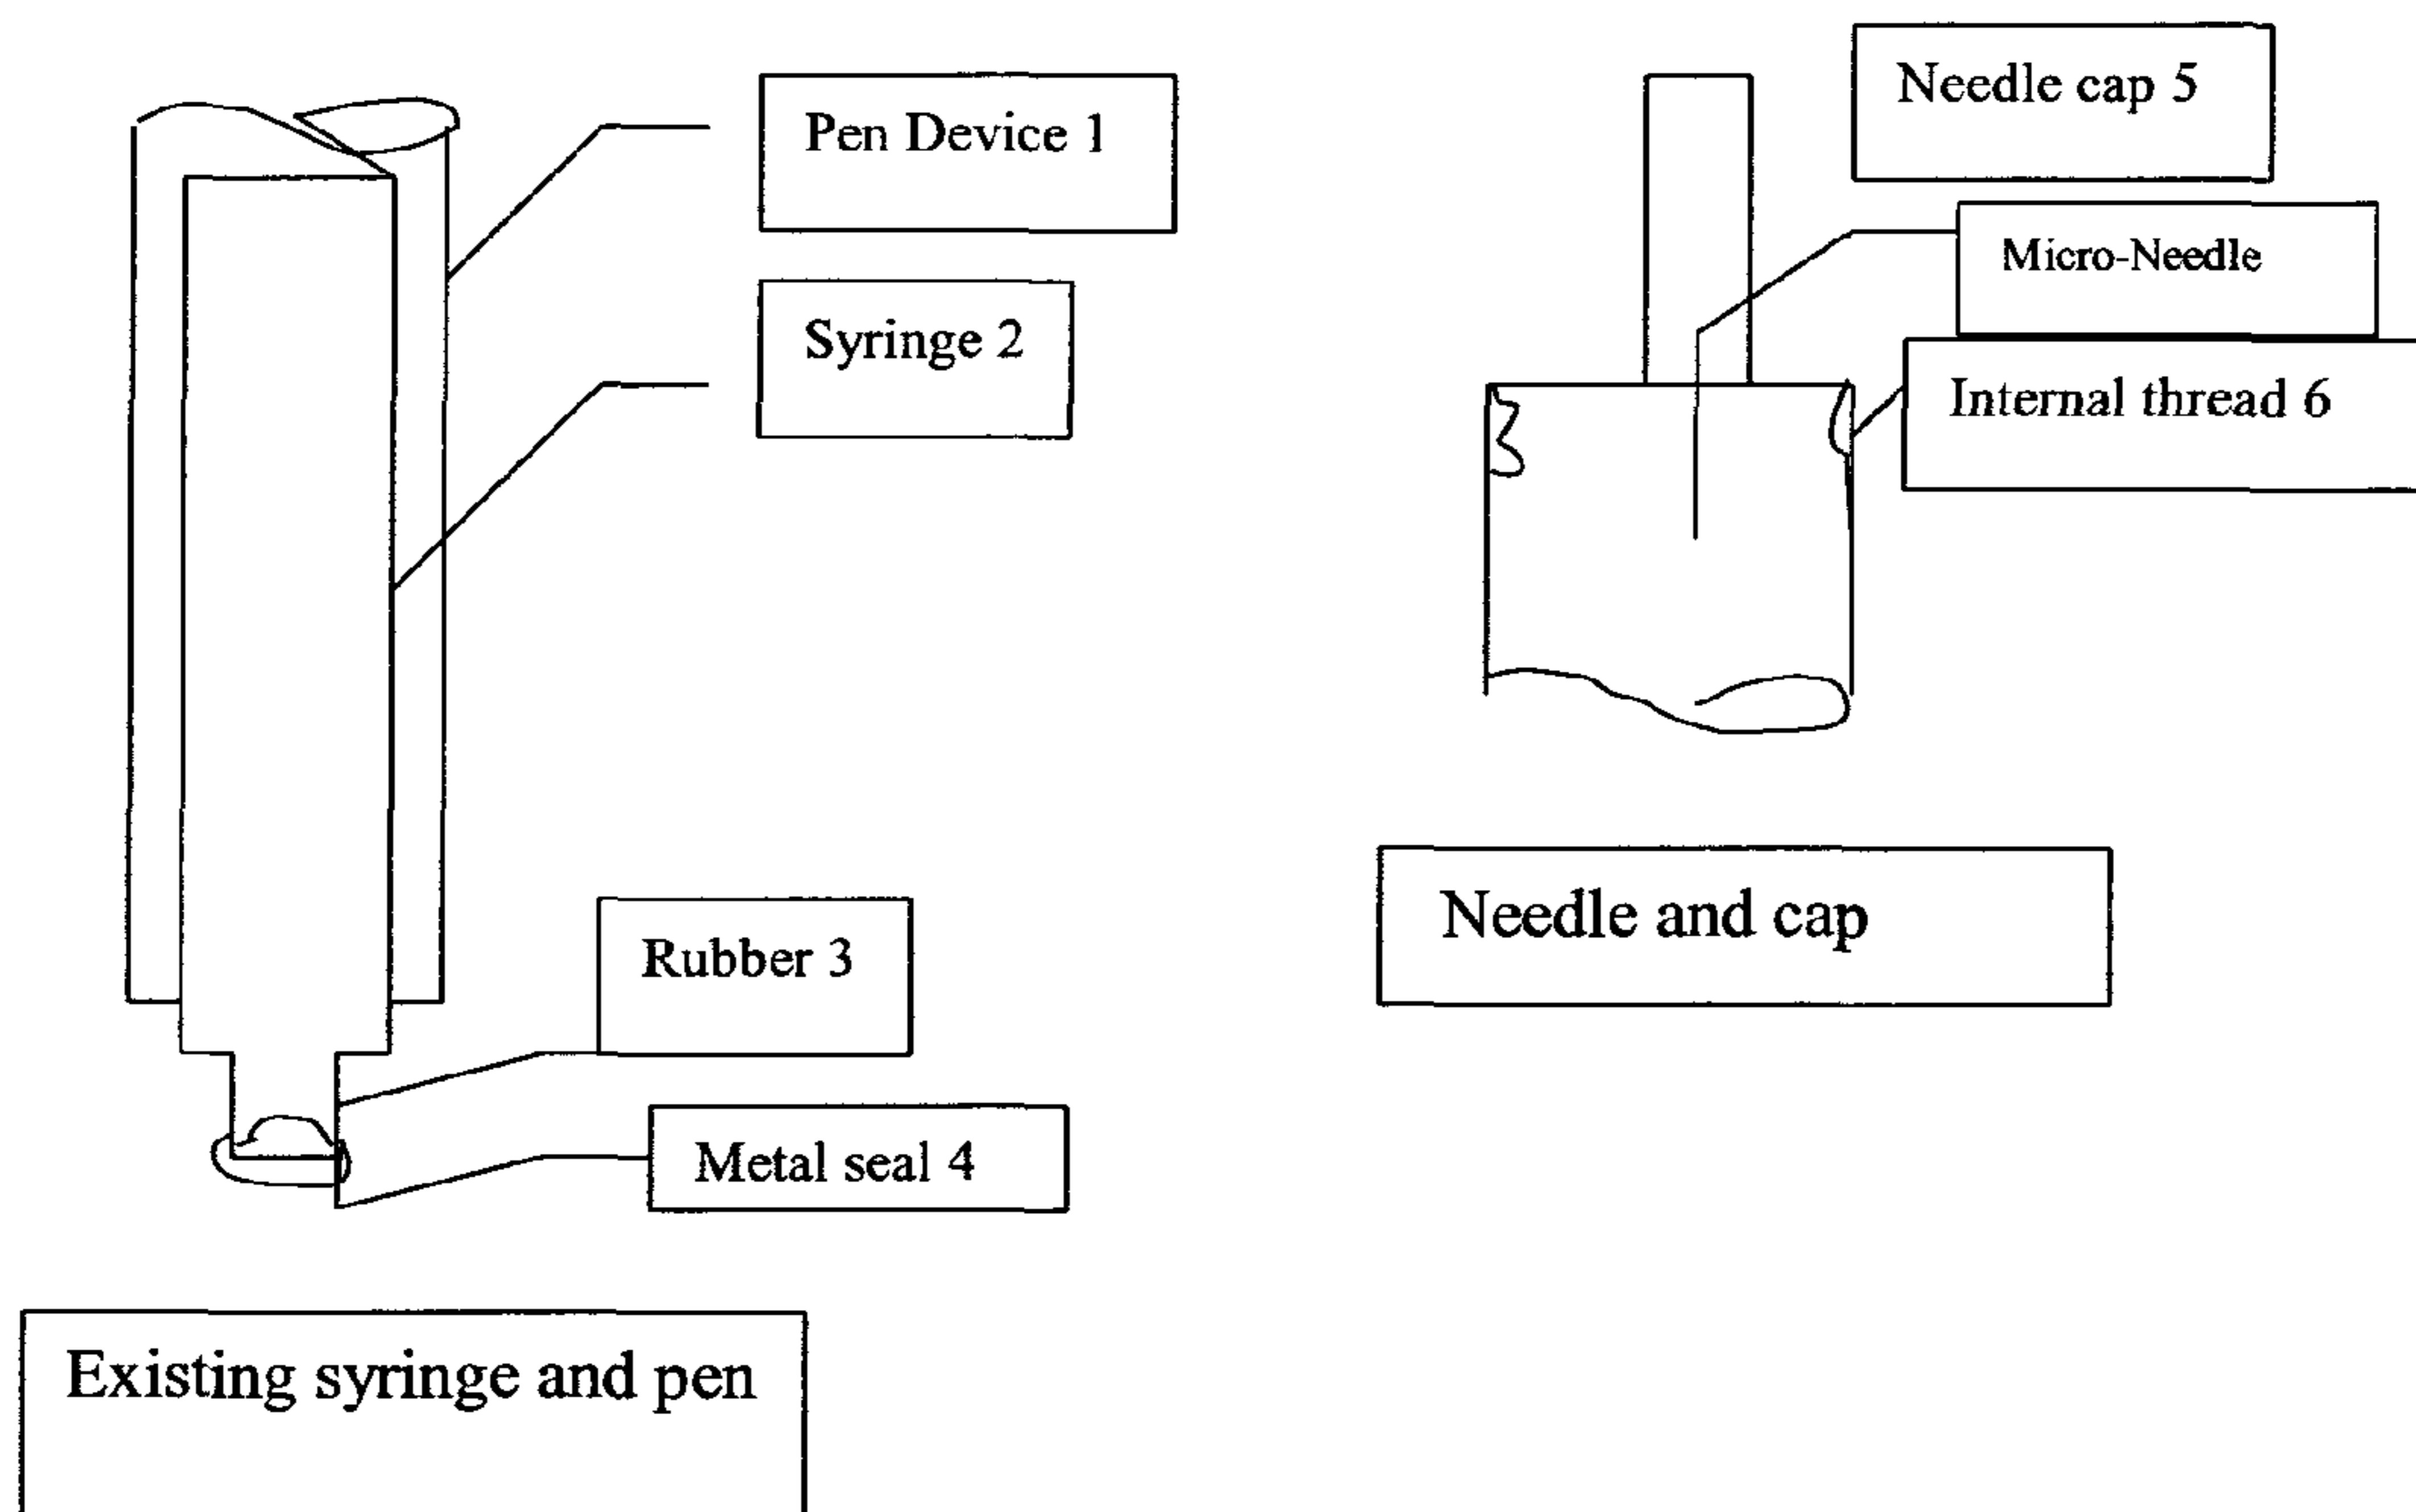 Pen Device 1
Syringe 2
Rubber 3
Metal seal 4
Existing syringe and pen
Needle cap 5
Micro-Needle
Internal thread 6
Needle and cap